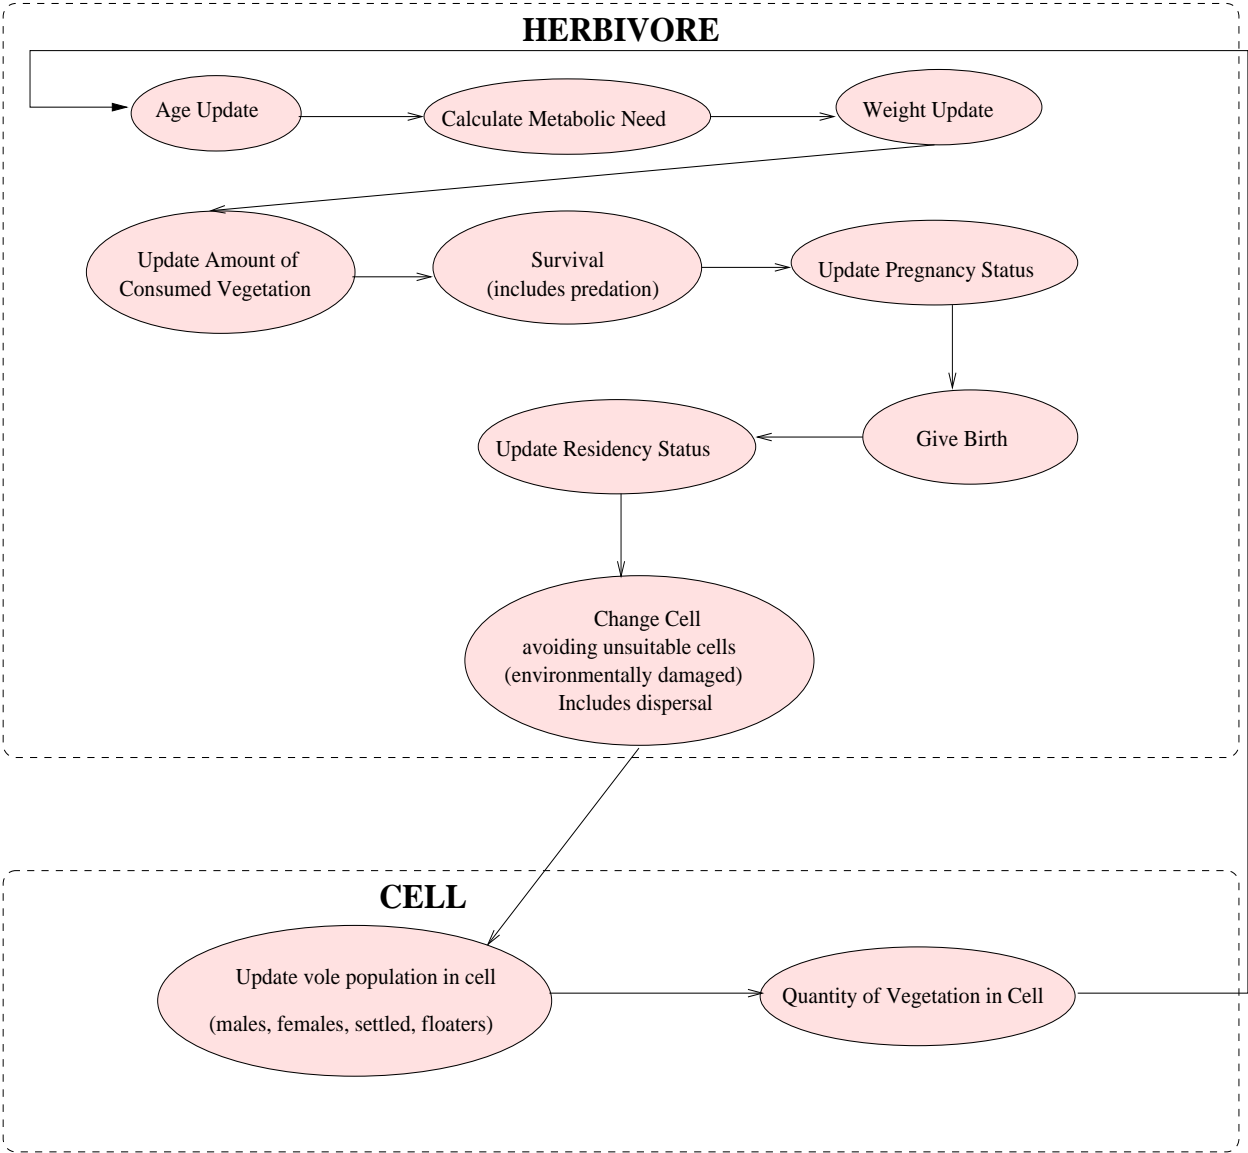 HERBIVORE
Age Update
Calculate Metabolic Need
Weight Update
Update Amount of
Consumed Vegetation
Survival
(includes predation)
Update Pregnancy Status
Give Birth
Update Residency Status
Change Cell
avoiding unsuitable cells
(environmentally damaged)
Includes dispersal
CELL
Update vole population in cell
(males, females, settled, floaters)
Quantity of Vegetation in Cell